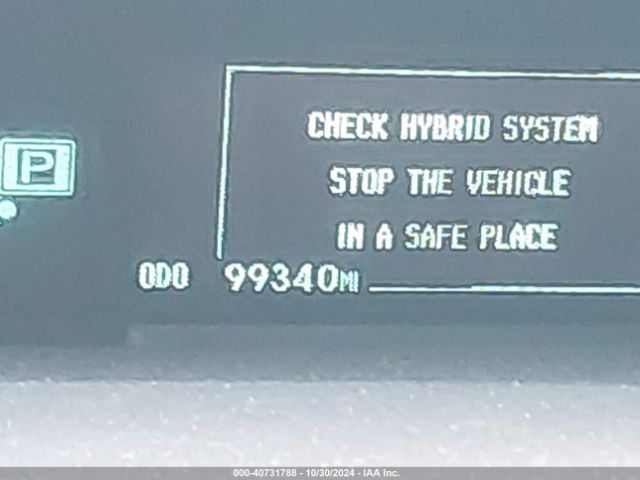 P
CHECK HYBRID SYSTEM
STOP THE VEHICLE
IN A SAFE PLACE
ODO 99340MI
000-40731788 - 10/30/2024 - IAA Inc.